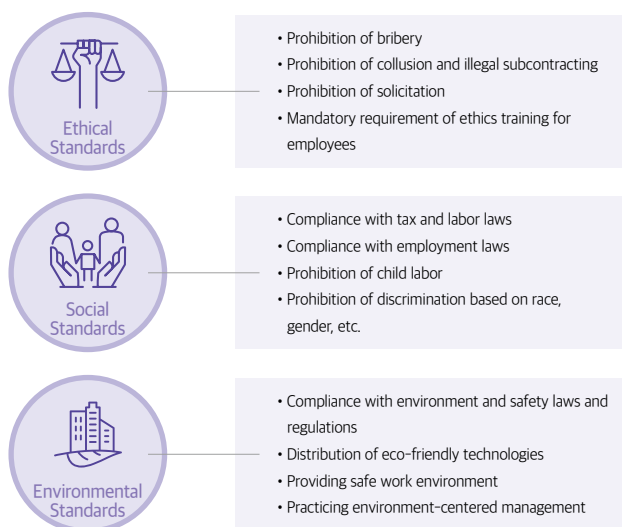 Ethical
Standards
• Prohibition of bribery
• Prohibition of collusion and illegal subcontracting
• Prohibition of solicitation
• Mandatory requirement of ethics training for
employees
Social
Standards
• Compliance with tax and labor laws
• Compliance with employment laws
• Prohibition of child labor
• Prohibition of discrimination based on race,
gender, etc.
Environmental
Standards
• Compliance with environment and safety laws and
regulations
• Distribution of eco-friendly technologies
• Providing safe work environment
• Practicing environment-centered management